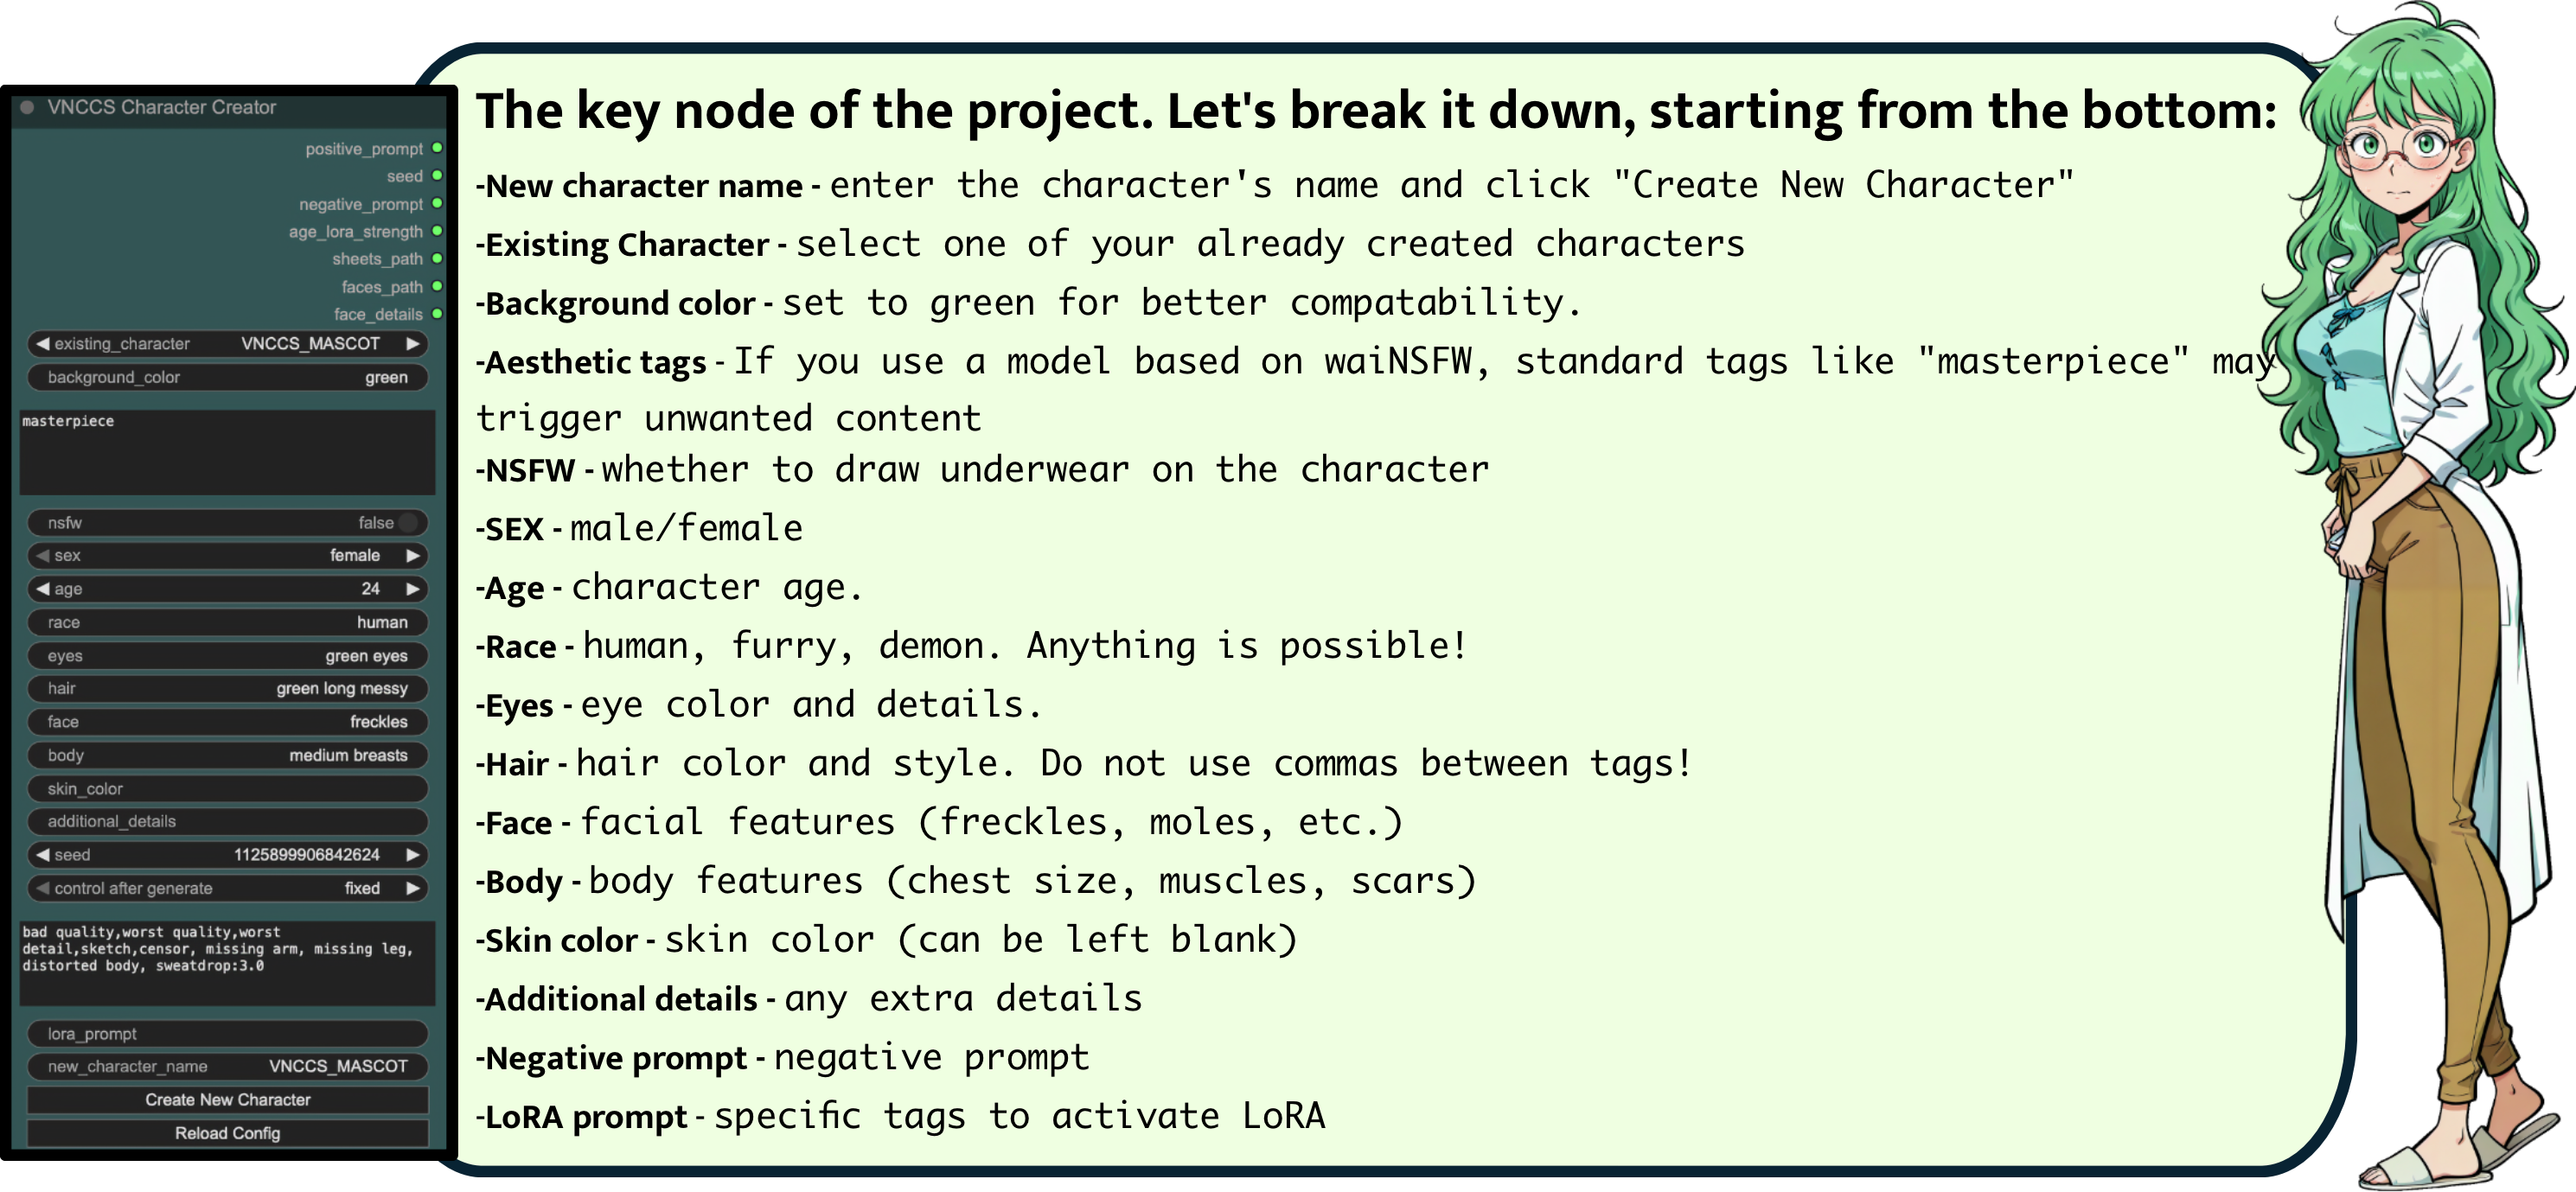 VNCCS Character Creator
positive_prompt
seed
negative_prompt
age_lora_strength
sheets_path
faces_path
face_details
existing_character VNCCS_MASCOT
background_color green
masterpiece
nsfw false
sex female
age 24
race human
eyes green eyes
hair green long messy
face freckles
body medium breasts
skin_color
additional_details
seed 1125899906842624
control after generate fixed
bad quality,worst quality,worst
detail,sketch,censor, missing arm, missing leg,
distorted body, sweatdrop:3.0
lora_prompt
new_character_name VNCCS_MASCOT
Create New Character
Reload Config
The key node of the project. Let's break it down, starting from the bottom:
-New character name - enter the character's name and click "Create New Character"
-Existing Character - select one of your already created characters
-Background color - set to green for better compatability.
-Aesthetic tags - If you use a model based on waiNSFW, standard tags like "masterpiece" may
trigger unwanted content
-NSFW - whether to draw underwear on the character
-SEX - male/female
-Age - character age.
-Race - human, furry, demon. Anything is possible!
-Eyes - eye color and details.
-Hair - hair color and style. Do not use commas between tags!
-Face - facial features (freckles, moles, etc.)
-Body - body features (chest size, muscles, scars)
-Skin color - skin color (can be left blank)
-Additional details - any extra details
-Negative prompt - negative prompt
-LoRA prompt - specific tags to activate LoRA